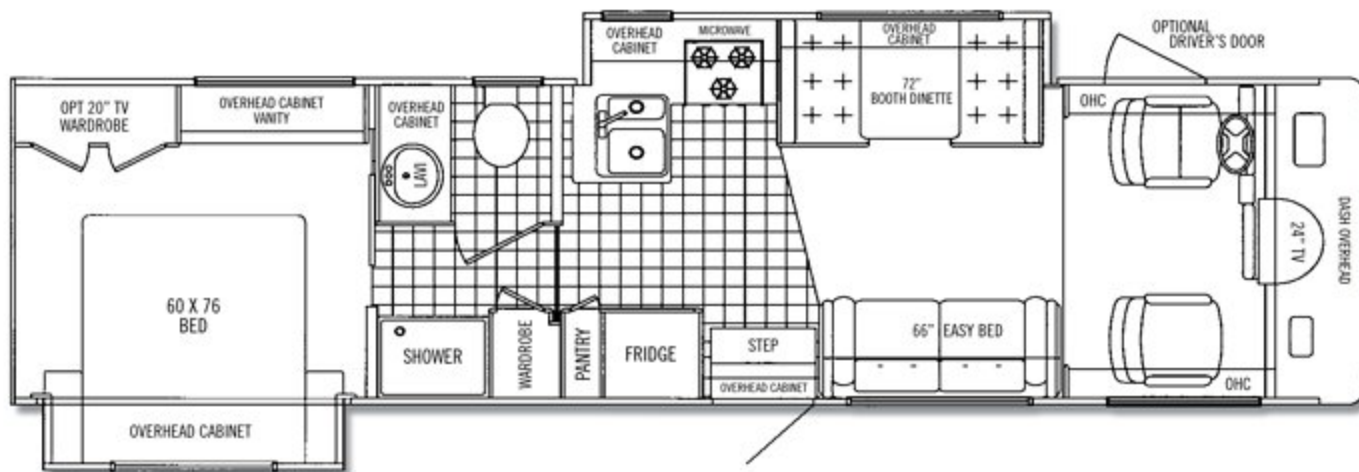 OVERHEAD
CABINET
MICROWAVE
OVERHEAD
CABINET
72"
BOOTH DINETTE
OPTIONAL
DRIVER'S DOOR
OPT 20" TV
WARDROBE
OVERHEAD CABINET
VANITY
OVERHEAD
CABINET
LAVI
OHC
24" TV
DASH OVERHEAD
60 X 76
BED
SHOWER
WARDROBE
PANTRY
FRIDGE
STEP
OVERHEAD CABINET
66" EASY BED
OHC
OVERHEAD CABINET